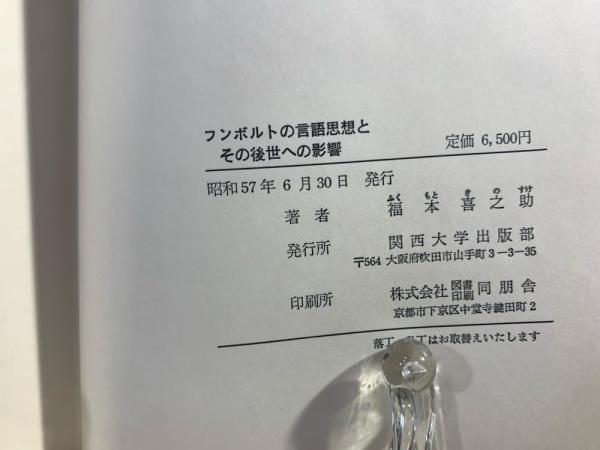 フンボルトの言語思想と
その後世への影響
定価 6,500円
昭和57年 6 月 30日 発行
著者 福本喜之助
ふく もと き の すけ
発行所 関西大学出版部
〒564 大阪府吹田市山手町3-3-35
印刷所 株式会社 図書印刷 同朋舎
京都市下京区中堂寺鍵田町2
落丁 丁はお取替えいたします